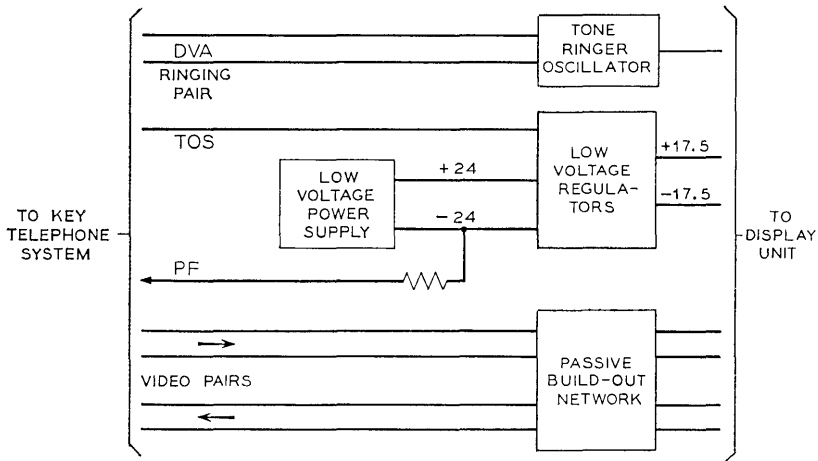 DVA
RINGING
PAIR
TONE
RINGER
OSCILLATOR
TOS
LOW
VOLTAGE
POWER
SUPPLY
+24
-24
LOW
VOLTAGE
REGULA-
TORS
+17.5
-17.5
TO KEY
TELEPHONE
SYSTEM
TO
DISPLAY
UNIT
PF
VIDEO PAIRS
PASSIVE
BUILD-OUT
NETWORK